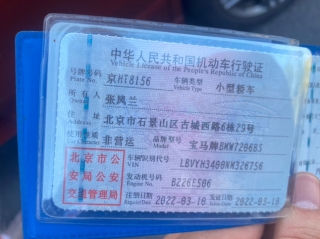 中华人民共和国机动车行驶证
Vehicle License of the People's Republic of China
号牌号码 京HT8156 车辆类型 小型轿车
Plate No. Vehicle Type
所有人 张凤兰
Owner
住址 北京市石景山区古城西路6栋25号
Address
使用性质 非营运 品牌型号 宝马牌BMW7206BS
Use Character Model
北京市公 车辆识别代号 LBVYH3400NM326756
VIN
安局公安 发动机号码 B226E506
Engine No.
交通管理局 注册日期 2022-03-10 发证日期 2022-03-10
Register Date Issue Date